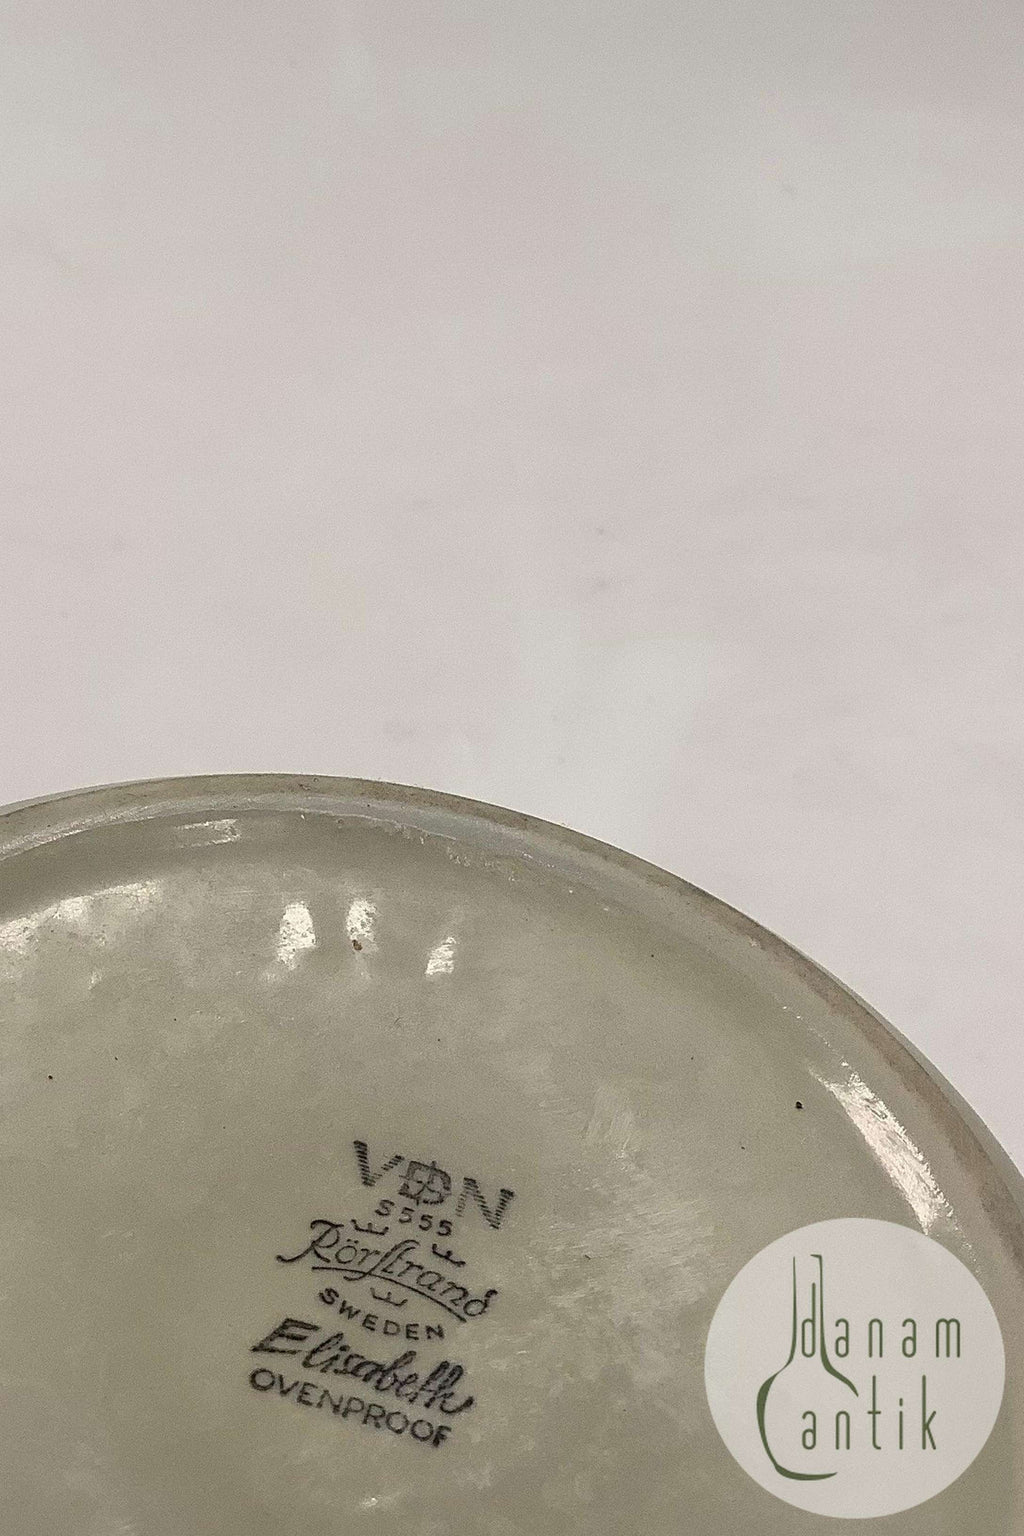 VDN
S555
Rörstrand
SWEDEN
Elisabeth
OVENPROOF
danam
antik